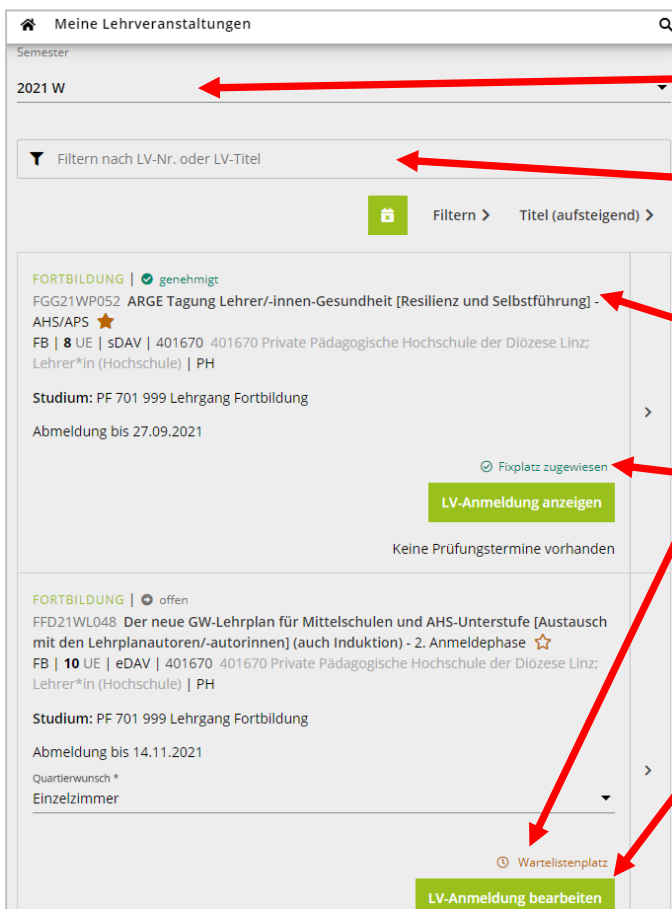 Meine Lehrveranstaltungen
Semester
2021 W
Filtern nach LV-Nr. oder LV-Titel
Filtern
Titel (aufsteigend)
FORTBILDUNG | genehmigt
FGG21WP052 ARGE Tagung Lehrer/-innen-Gesundheit [Resilienz und Selbstführung] -
AHS/APS
FB | 8 UE | sDAV | 401670 401670 Private Pädagogische Hochschule der Diözese Linz;
Lehrer*in (Hochschule) | PH
Studium: PF 701 999 Lehrgang Fortbildung
Abmeldung bis 27.09.2021
Fixplatz zugewiesen
LV-Anmeldung anzeigen
Keine Prüfungstermine vorhanden
FORTBILDUNG | offen
FFD21WL048 Der neue GW-Lehrplan für Mittelschulen und AHS-Unterstufe [Austausch
mit den Lehrplanautoren/-autorinnen] (auch Induktion) - 2. Anmeldephase
FB | 10 UE | eDAV | 401670 401670 Private Pädagogische Hochschule der Diözese Linz;
Lehrer*in (Hochschule) | PH
Studium: PF 701 999 Lehrgang Fortbildung
Abmeldung bis 14.11.2021
Quartierwunsch *
Einzelzimmer
Wartelistenplatz
LV-Anmeldung bearbeiten